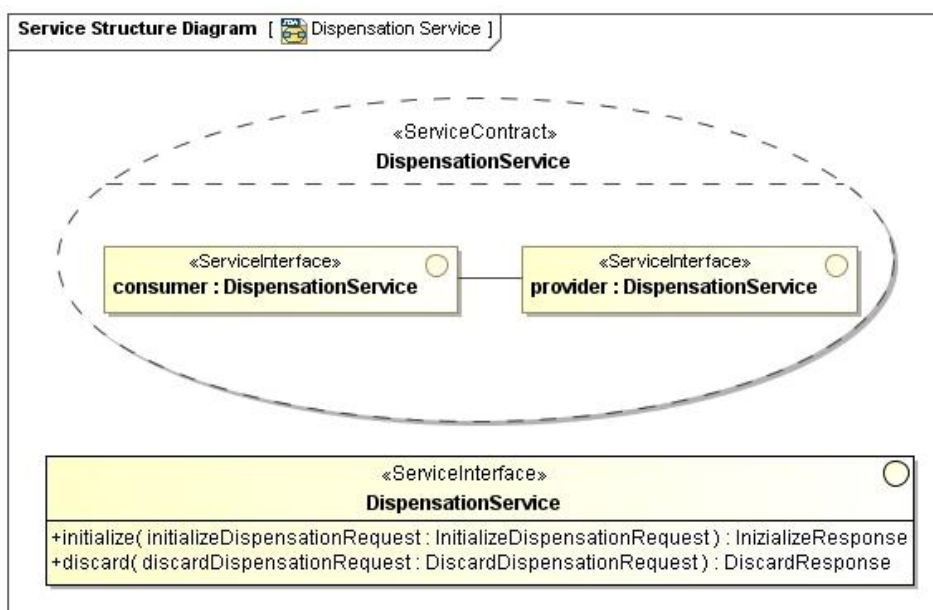 Service Structure Diagram [ Dispensation Service ]
«ServiceContract»
DispensationService
«ServiceInterface»
consumer : DispensationService
«ServiceInterface»
provider : DispensationService
«ServiceInterface»
DispensationService
+initialize( initializeDispensationRequest : InitializeDispensationRequest ) : InizializeResponse
+discard( discardDispensationRequest : DiscardDispensationRequest ) : DiscardResponse